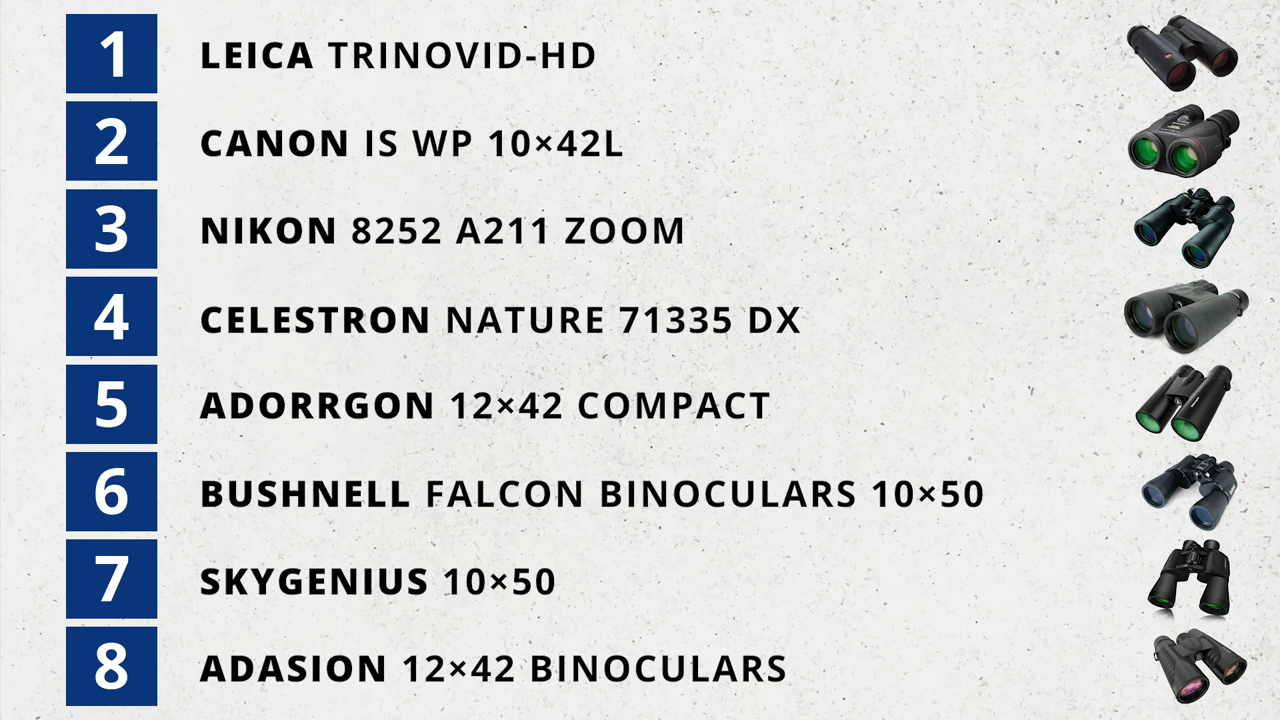 1 LEICA TRINOVID-HD
2 CANON IS WP 10×42L
3 NIKON 8252 A211 ZOOM
4 CELESTRON NATURE 71335 DX
5 ADORRGON 12×42 COMPACT
6 BUSHNELL FALCON BINOCULARS 10×50
7 SKYGENIUS 10×50
8 ADASION 12×42 BINOCULARS